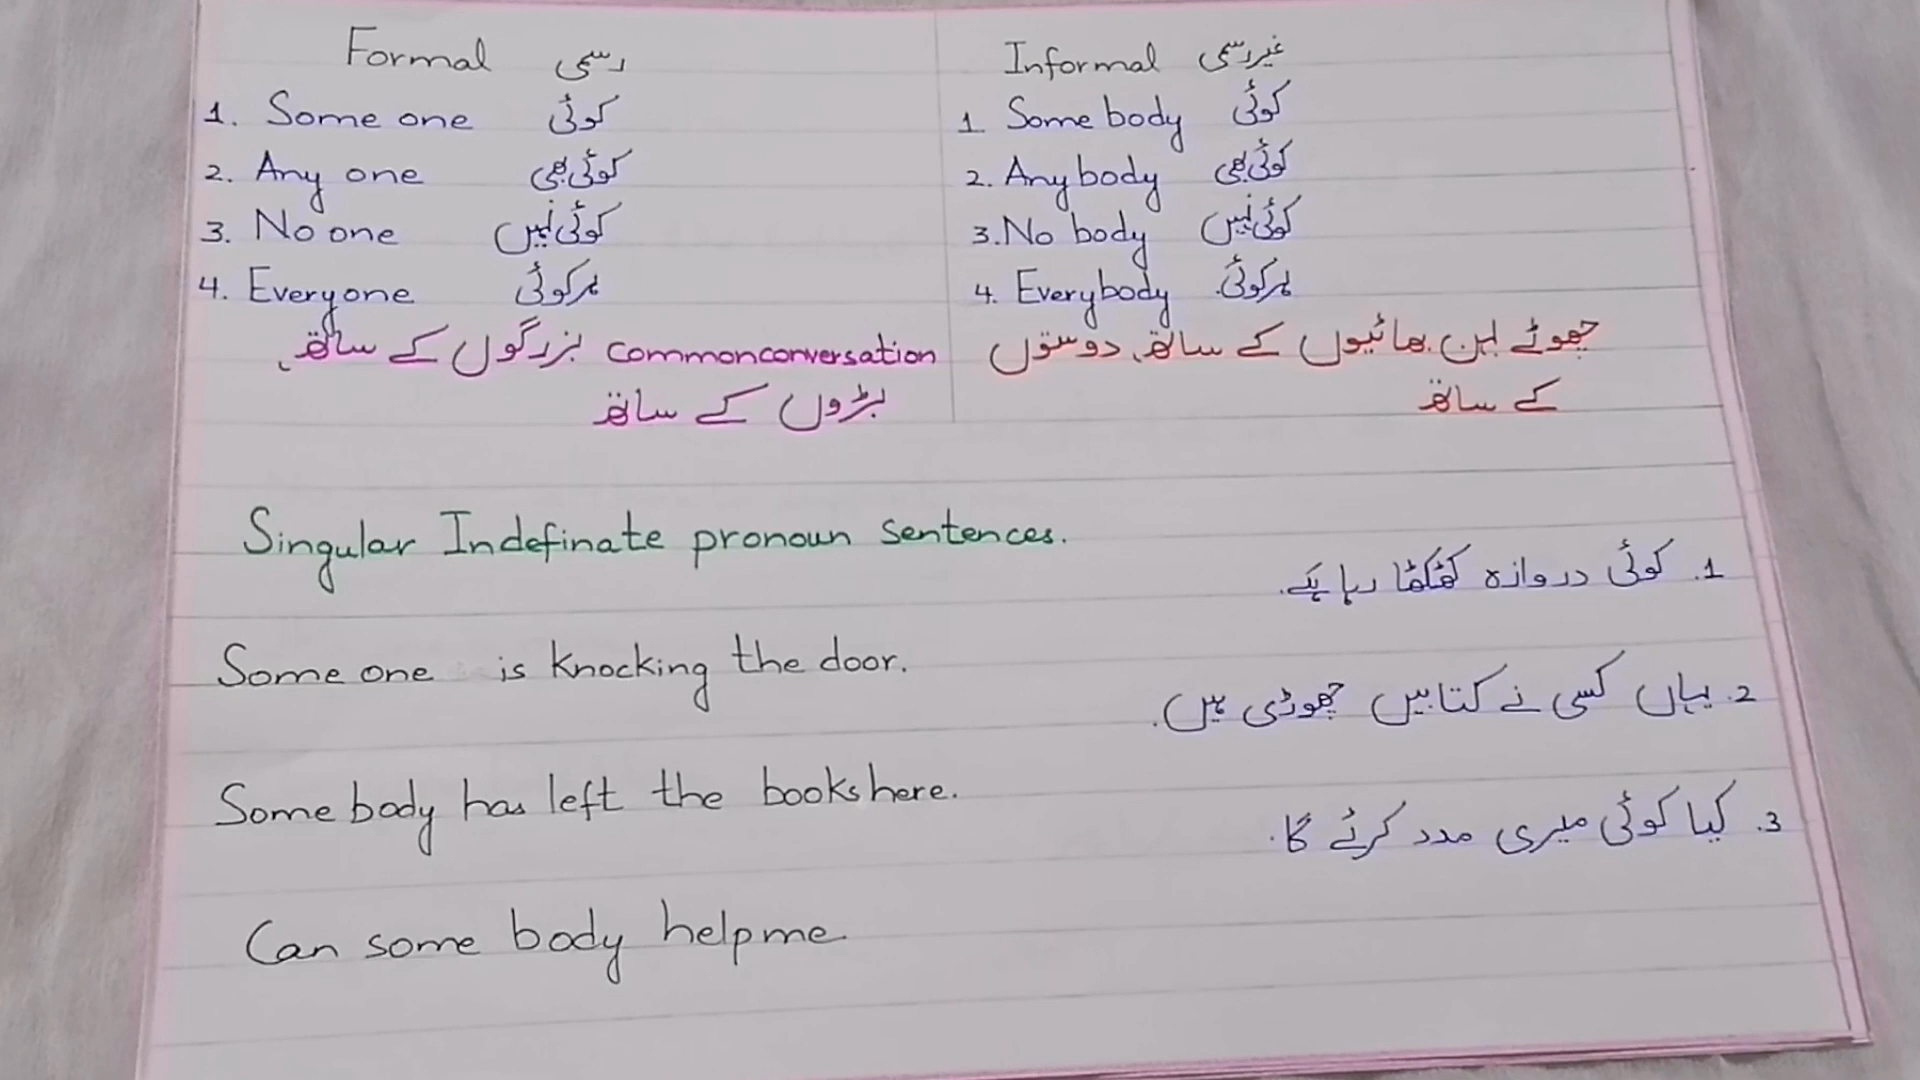 Formal رسمی
1. Some one کوئی
2. Any one کوئی بھی
3. No one کوئی نہیں
4. Everyone ہر کوئی
بزرگوں کے ساتھ، commonconversation
بڑوں کے ساتھ
Informal غیر رسمی
1. Some body کوئی
2. Any body کوئی بھی
3. No body کوئی نہیں
4. Everybody ہر کوئی.
چھوٹے بہن بھائیوں کے ساتھ، دوستوں
کے ساتھ
Singular Indefinate pronoun sentences.
1. کوئی دروازہ کھٹکھٹا رہا ہے.
Some one is knocking the door.
2. یہاں کسی نے کتابیں چھوڑی ہیں.
Some body has left the books here.
3. کیا کوئی میری مدد کرئے گا.
Can some body help me